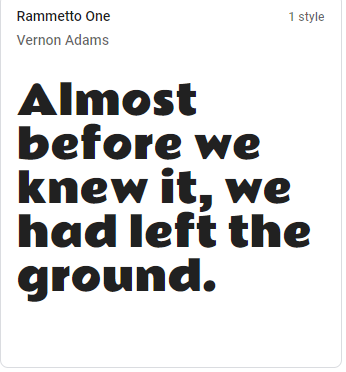 Rammetto One
1 style
Vernon Adams
Almost
before we
knew it, we
had left the
ground.